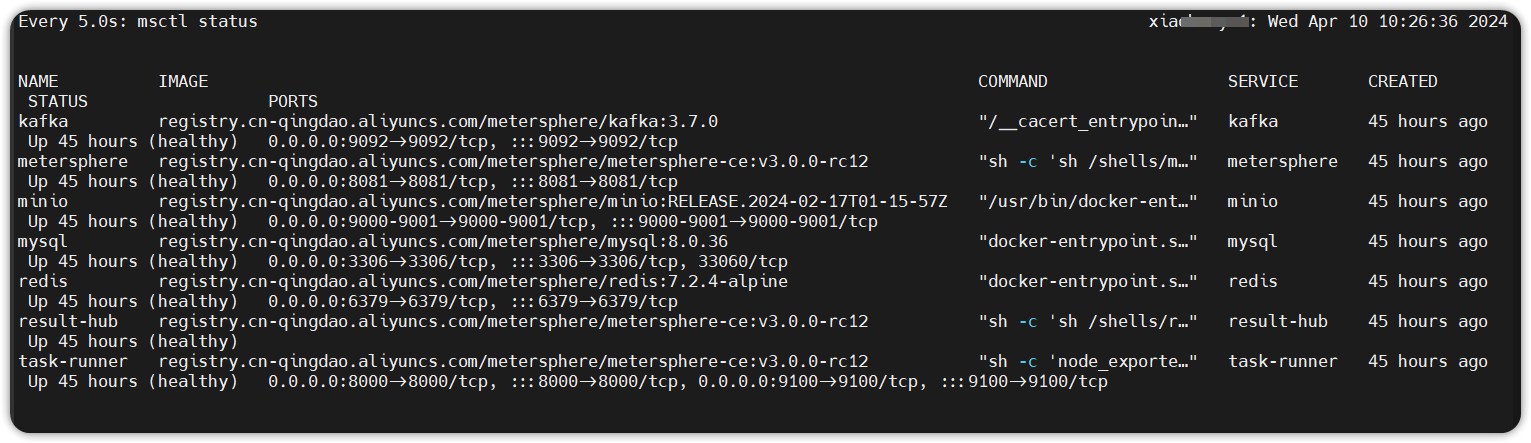 Every 5.0s: msctl status xiao : Wed Apr 10 10:26:36 2024
NAME IMAGE COMMAND SERVICE CREATED
STATUS PORTS
kafka registry.cn-qingdao.aliyuncs.com/metersphere/kafka:3.7.0 "/__cacert_entrypoin…" kafka 45 hours ago
Up 45 hours (healthy) 0.0.0.0:9092->9092/tcp, :::9092->9092/tcp
metersphere registry.cn-qingdao.aliyuncs.com/metersphere/metersphere-ce:v3.0.0-rc12 "sh -c 'sh /shells/m…" metersphere 45 hours ago
Up 45 hours (healthy) 0.0.0.0:8081->8081/tcp, :::8081->8081/tcp
minio registry.cn-qingdao.aliyuncs.com/metersphere/minio:RELEASE.2024-02-17T01-15-57Z "/usr/bin/docker-ent…" minio 45 hours ago
Up 45 hours (healthy) 0.0.0.0:9000-9001->9000-9001/tcp, :::9000-9001->9000-9001/tcp
mysql registry.cn-qingdao.aliyuncs.com/metersphere/mysql:8.0.36 "docker-entrypoint.s…" mysql 45 hours ago
Up 45 hours (healthy) 0.0.0.0:3306->3306/tcp, :::3306->3306/tcp, 33060/tcp
redis registry.cn-qingdao.aliyuncs.com/metersphere/redis:7.2.4-alpine "docker-entrypoint.s…" redis 45 hours ago
Up 45 hours (healthy) 0.0.0.0:6379->6379/tcp, :::6379->6379/tcp
result-hub registry.cn-qingdao.aliyuncs.com/metersphere/metersphere-ce:v3.0.0-rc12 "sh -c 'sh /shells/r…" result-hub 45 hours ago
Up 45 hours (healthy)
task-runner registry.cn-qingdao.aliyuncs.com/metersphere/metersphere-ce:v3.0.0-rc12 "sh -c 'node_exporte…" task-runner 45 hours ago
Up 45 hours (healthy) 0.0.0.0:8000->8000/tcp, :::8000->8000/tcp, 0.0.0.0:9100->9100/tcp, :::9100->9100/tcp